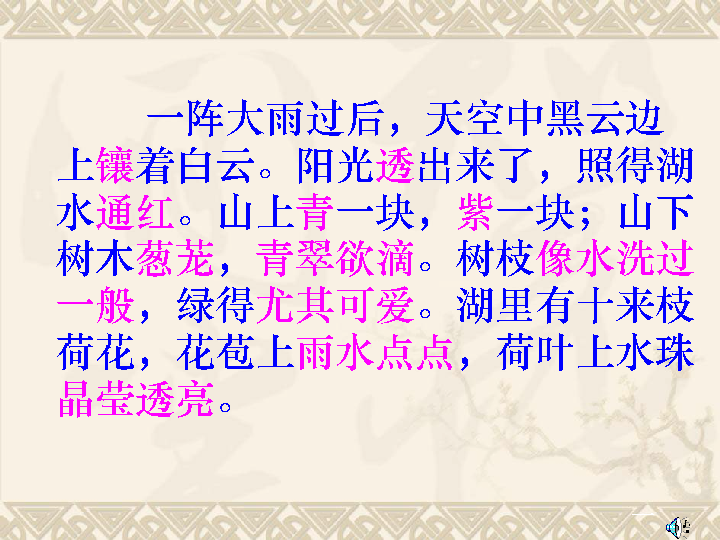 一阵大雨过后，天空中黑云边
上镶着白云。阳光透出来了，照得湖
水通红。山上青一块，紫一块；山下
树木葱茏，青翠欲滴。树枝像水洗过
一般，绿得尤其可爱。湖里有十来枝
荷花，花苞上雨水点点，荷叶上水珠
晶莹透亮。